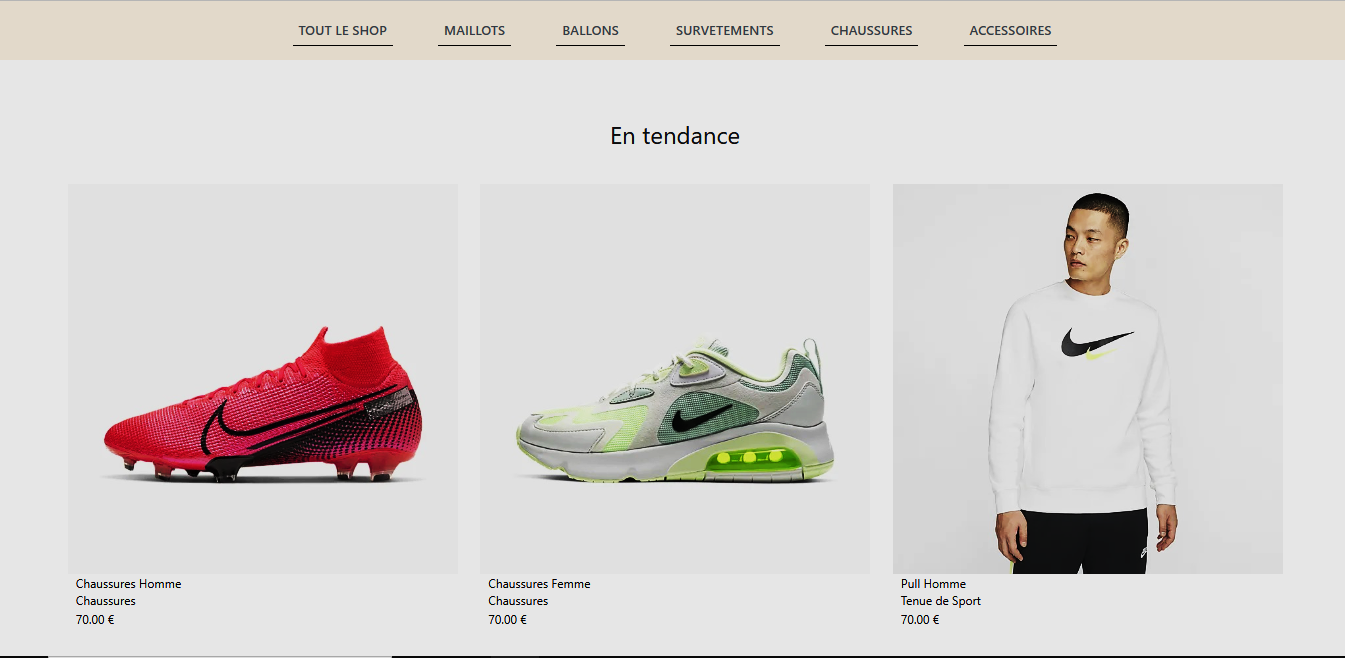 TOUT LE SHOP MAILLOTS BALLONS SURVETEMENTS CHAUSSURES ACCESSOIRES
En tendance
Chaussures Homme
Chaussures
70.00 €
Chaussures Femme
Chaussures
70.00 €
Pull Homme
Tenue de Sport
70.00 €